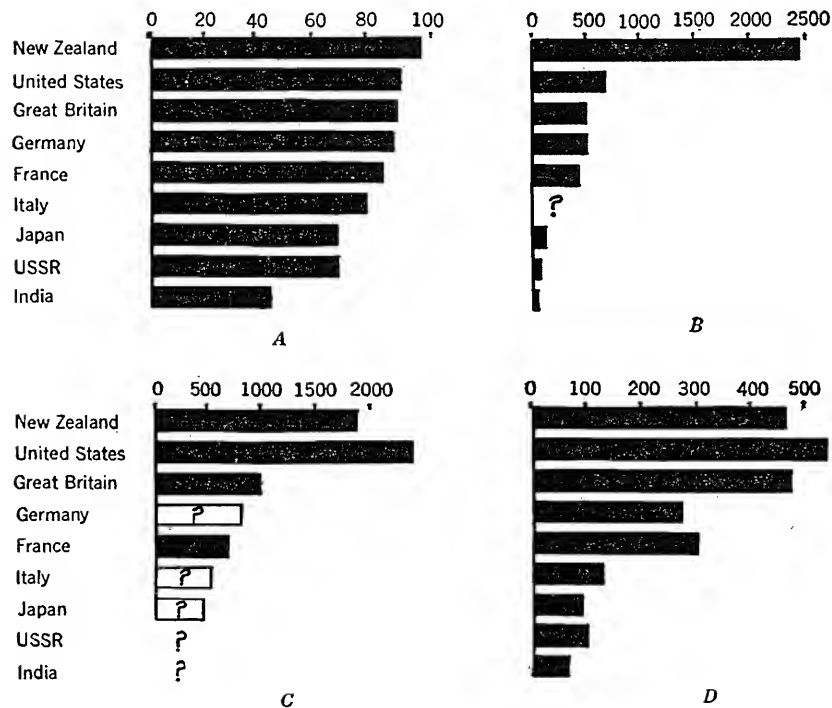 0 20 40 60 80 100
New Zealand
United States
Great Britain
Germany
France
Italy
Japan
USSR
India
A
0 500 1000 1500 2000 2500
?
B
0 500 1000 2000
New Zealand
United States
Great Britain
Germany ?
France
Italy ?
Japan ?
USSR ?
India ?
C
0 100 200 300 400 500
D